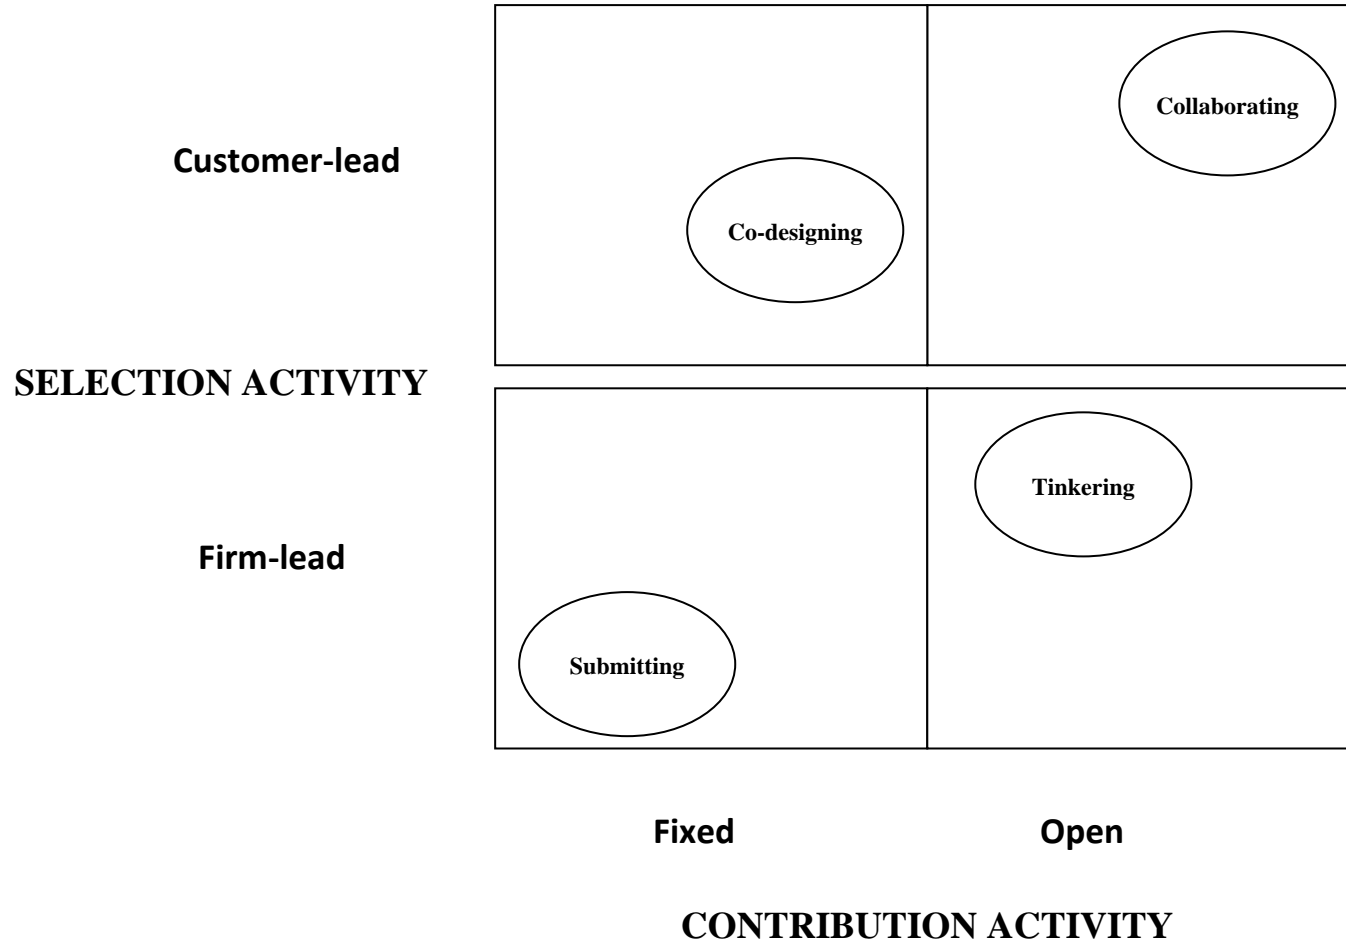 Collaborating
Customer-lead
Co-designing
SELECTION ACTIVITY
Tinkering
Firm-lead
Submitting
Fixed
Open
CONTRIBUTION ACTIVITY